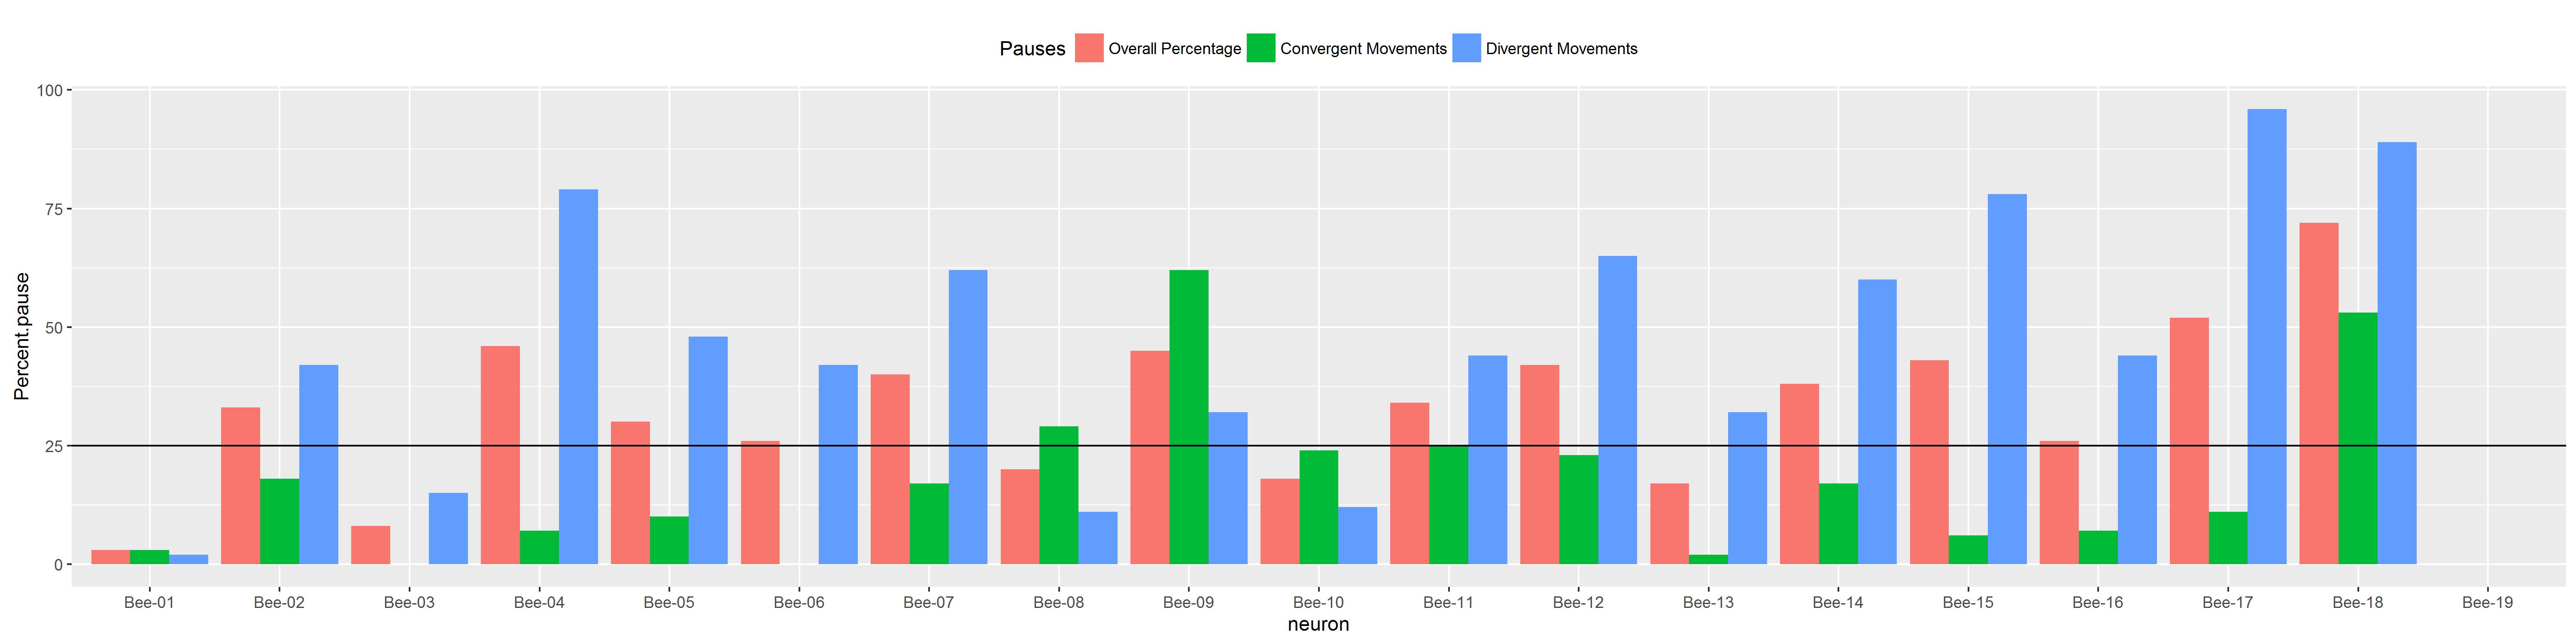 Pauses Overall Percentage Convergent Movements Divergent Movements
100
75
50
25
0
Percent.pause
Bee-01 Bee-02 Bee-03 Bee-04 Bee-05 Bee-06 Bee-07 Bee-08 Bee-09 Bee-10 Bee-11 Bee-12 Bee-13 Bee-14 Bee-15 Bee-16 Bee-17 Bee-18 Bee-19
neuron